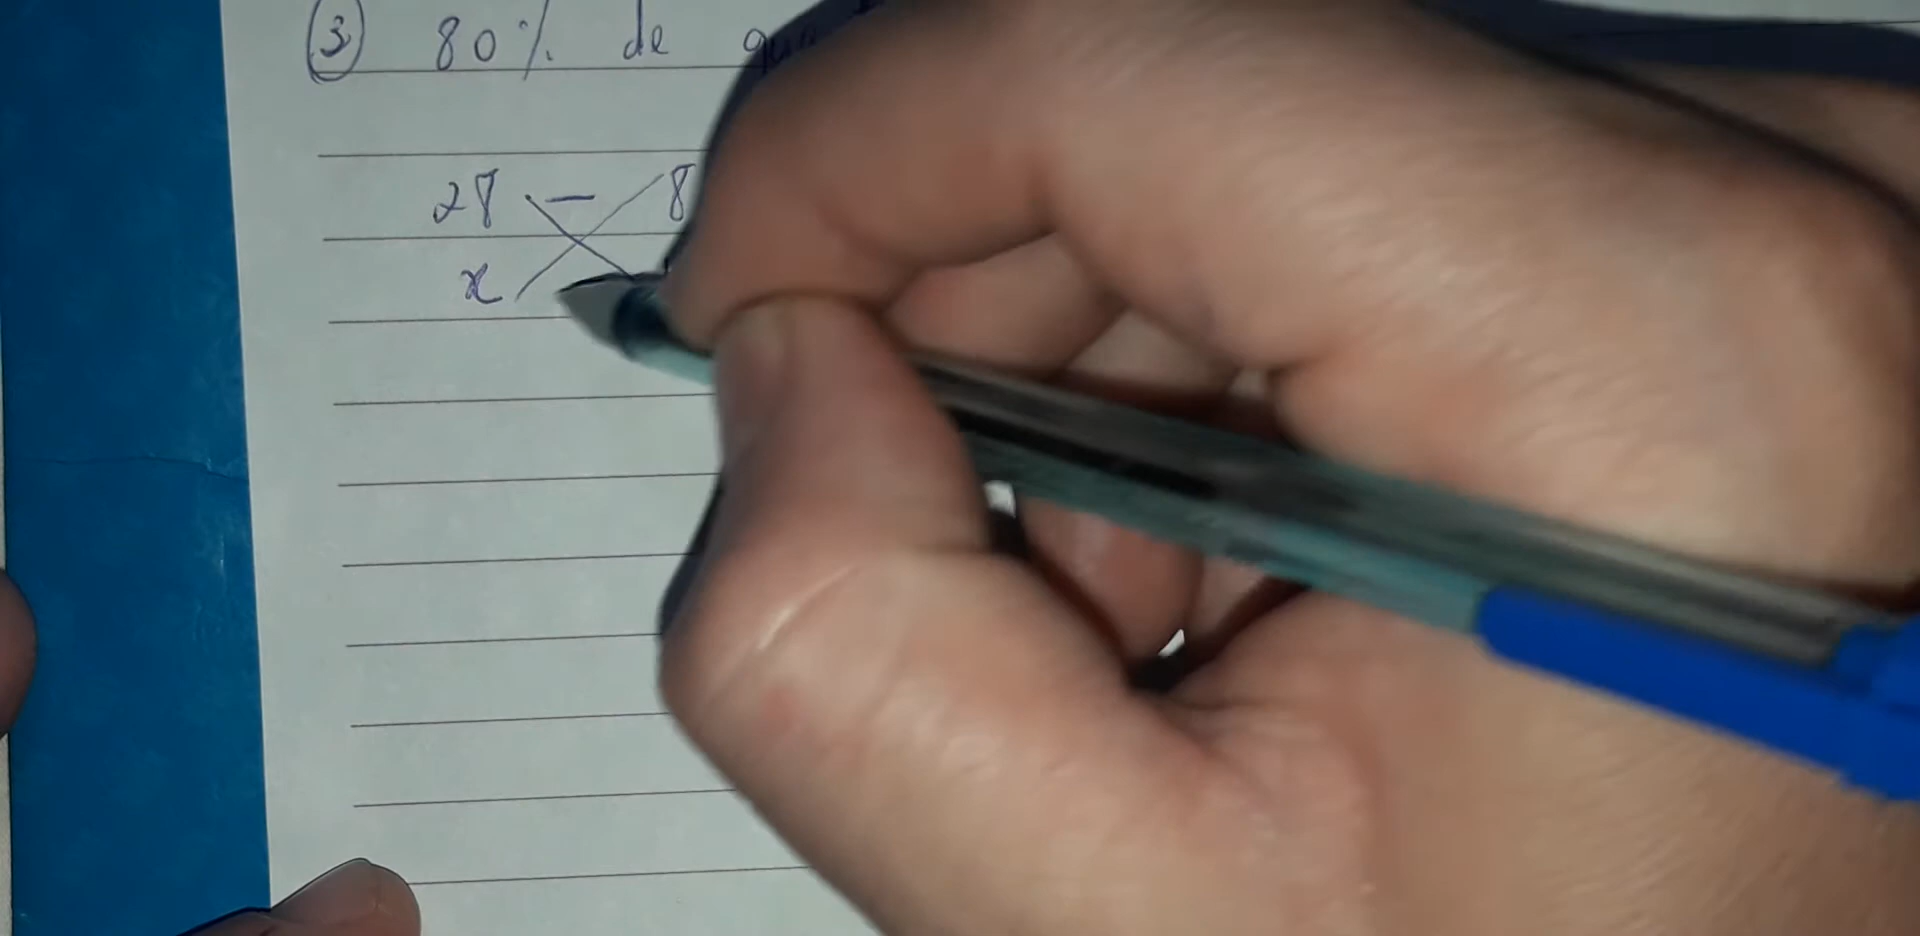 ③ 80% de
28 — 8
x